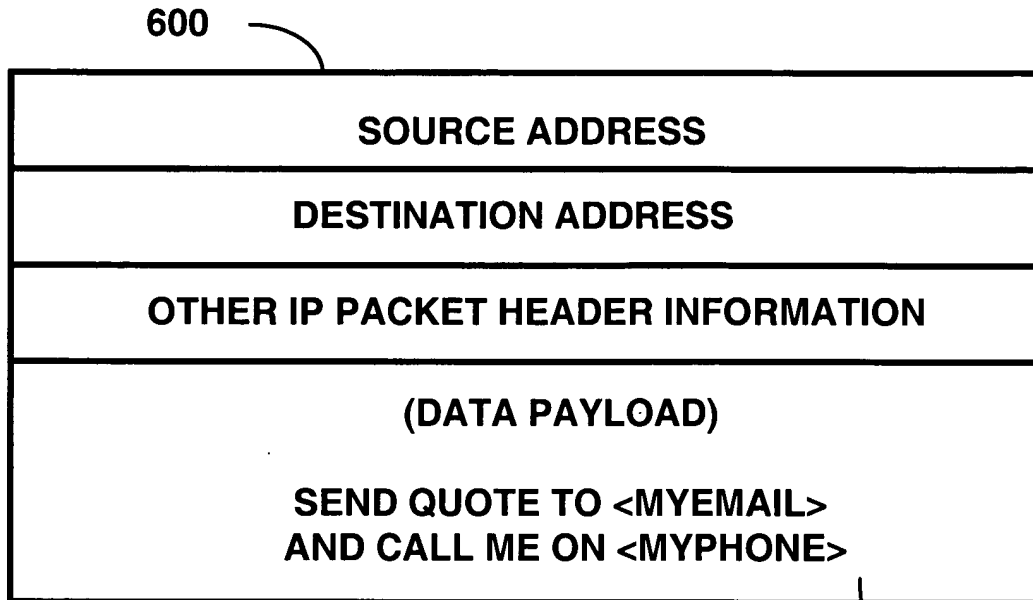 600
SOURCE ADDRESS
DESTINATION ADDRESS
OTHER IP PACKET HEADER INFORMATION
(DATA PAYLOAD)
SEND QUOTE TO <MYEMAIL>
AND CALL ME ON <MYPHONE>